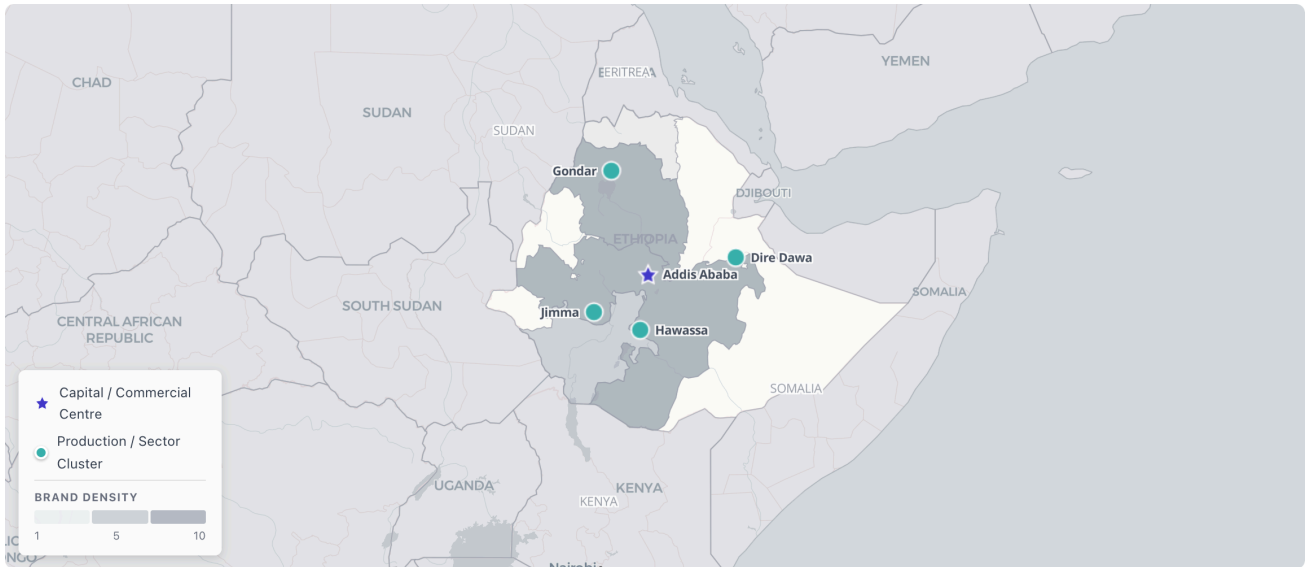 CHAD
SUDAN
SUDAN
ERITREA
YEMEN
Gondar
DJIBOUTI
ETHIOPIA
Dire Dawa
Addis Ababa
SOMALIA
SOUTH SUDAN
Jimma
Hawassa
CENTRAL AFRICAN
REPUBLIC
SOMALIA
UGANDA
KENYA
KENYA
Capital / Commercial
Centre
Production / Sector
Cluster
BRAND DENSITY
1 5 10